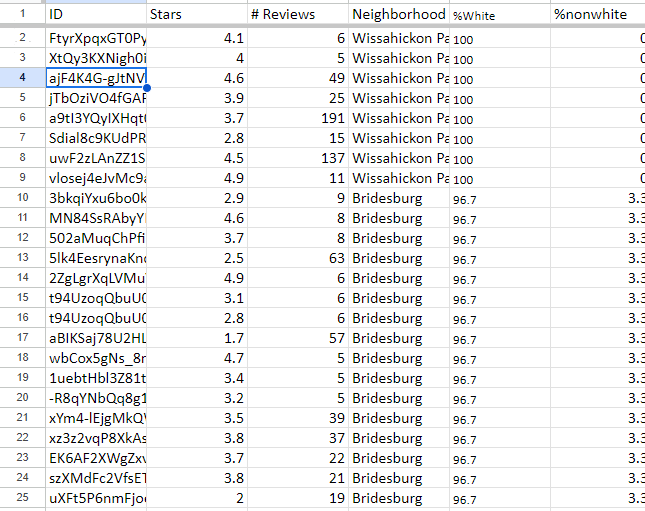 1 ID Stars # Reviews Neighborhood %White %nonwhite
2 FtyrXpqxGT0Py 4.1 6 Wissahickon Pa 100 0
3 XtQy3KXNigh0i 4 5 Wissahickon Pa 100 0
4 ajF4K4G-gJtNV 4.6 49 Wissahickon Pa 100 0
5 jTbOziVO4fGAF 3.9 25 Wissahickon Pa 100 0
6 a9tI3YQyIXHqt 3.7 191 Wissahickon Pa 100 0
7 Sdial8c9KUdPR 2.8 15 Wissahickon Pa 100 0
8 uwF2zLAnZZ1S 4.5 137 Wissahickon Pa 100 0
9 vlosej4eJvMc9 4.9 11 Wissahickon Pa 100 0
10 3bkqiYxu6bo0k 2.9 9 Bridesburg 96.7 3.3
11 MN84SsRAbyY 4.6 8 Bridesburg 96.7 3.3
12 502aMuqChPfi 3.7 8 Bridesburg 96.7 3.3
13 5lk4EesrynaKn 2.5 63 Bridesburg 96.7 3.3
14 2ZgLgrXqLVMu 4.9 6 Bridesburg 96.7 3.3
15 t94UzoqQbuU0 3.1 6 Bridesburg 96.7 3.3
16 t94UzoqQbuU0 2.8 6 Bridesburg 96.7 3.3
17 aBIKSaj78U2HL 1.7 57 Bridesburg 96.7 3.3
18 wbCox5gNs_8r 4.7 5 Bridesburg 96.7 3.3
19 1uebtHbl3Z81t 3.4 5 Bridesburg 96.7 3.3
20 -R8qYNbQq8g1 3.2 5 Bridesburg 96.7 3.3
21 xYm4-lEjgMkQ 3.5 39 Bridesburg 96.7 3.3
22 xz3z2vqP8XkAs 3.8 37 Bridesburg 96.7 3.3
23 EK6AF2XWgZxv 3.7 22 Bridesburg 96.7 3.3
24 szXMdFc2VfsET 3.8 21 Bridesburg 96.7 3.3
25 uXFt5P6nmFjo 2 19 Bridesburg 96.7 3.3